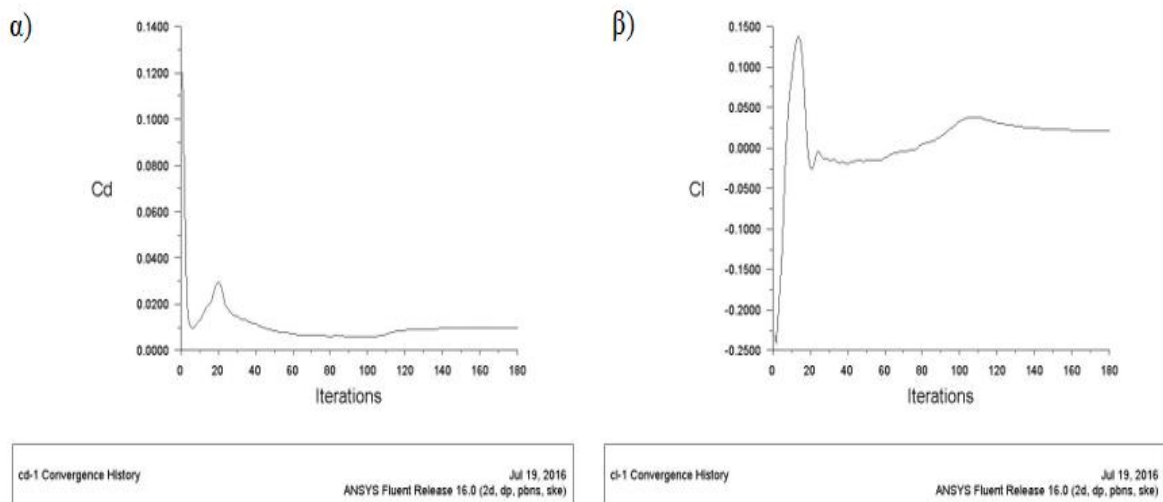 α)
0.1400
0.1200
0.1000
0.0800
Cd
0.0600
0.0400
0.0200
0.0000
0 20 40 60 80 100 120 140 160 180
Iterations
cd-1 Convergence History
Jul 19, 2016
ANSYS Fluent Release 16.0 (2d, dp, pbns, ske)
β)
0.1500
0.1000
0.0500
0.0000
Cl
-0.0500
-0.1000
-0.1500
-0.2000
-0.2500
0 20 40 60 80 100 120 140 160 180
Iterations
cl-1 Convergence History
Jul 19, 2016
ANSYS Fluent Release 16.0 (2d, dp, pbns, ske)